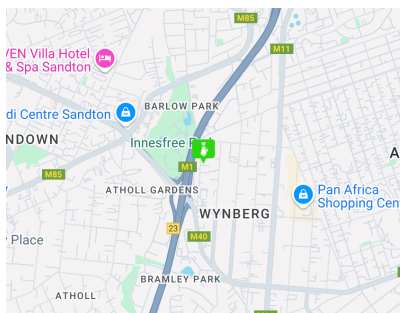 M85
VEN Villa Hotel
& Spa Sandton
M11
BARLOW PARK
di Centre Sandton
Innesfree Park
NDOWN
A
M1
M85
ATHOLL GARDENS
Pan Africa
Shopping Cen
WYNBERG
23
M40
Place
BRAMLEY PARK
ATHOLL